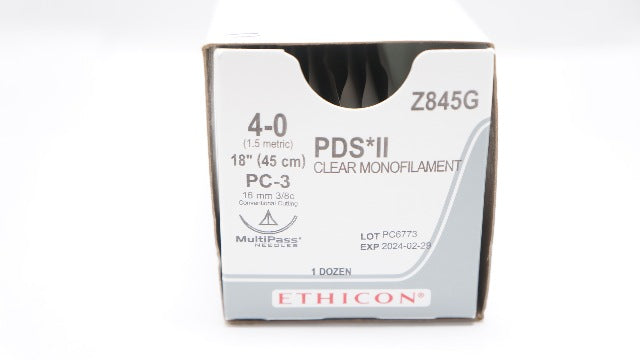 Z845G
4-0
(1.5 metric)
18" (45 cm)
PDS*II
CLEAR MONOFILAMENT
PC-3
16 mm 3/8c
Conventional Cutting
MultiPass®
NEEDLES
LOT PC6773
EXP 2024-02-29
1 DOZEN
ETHICON®